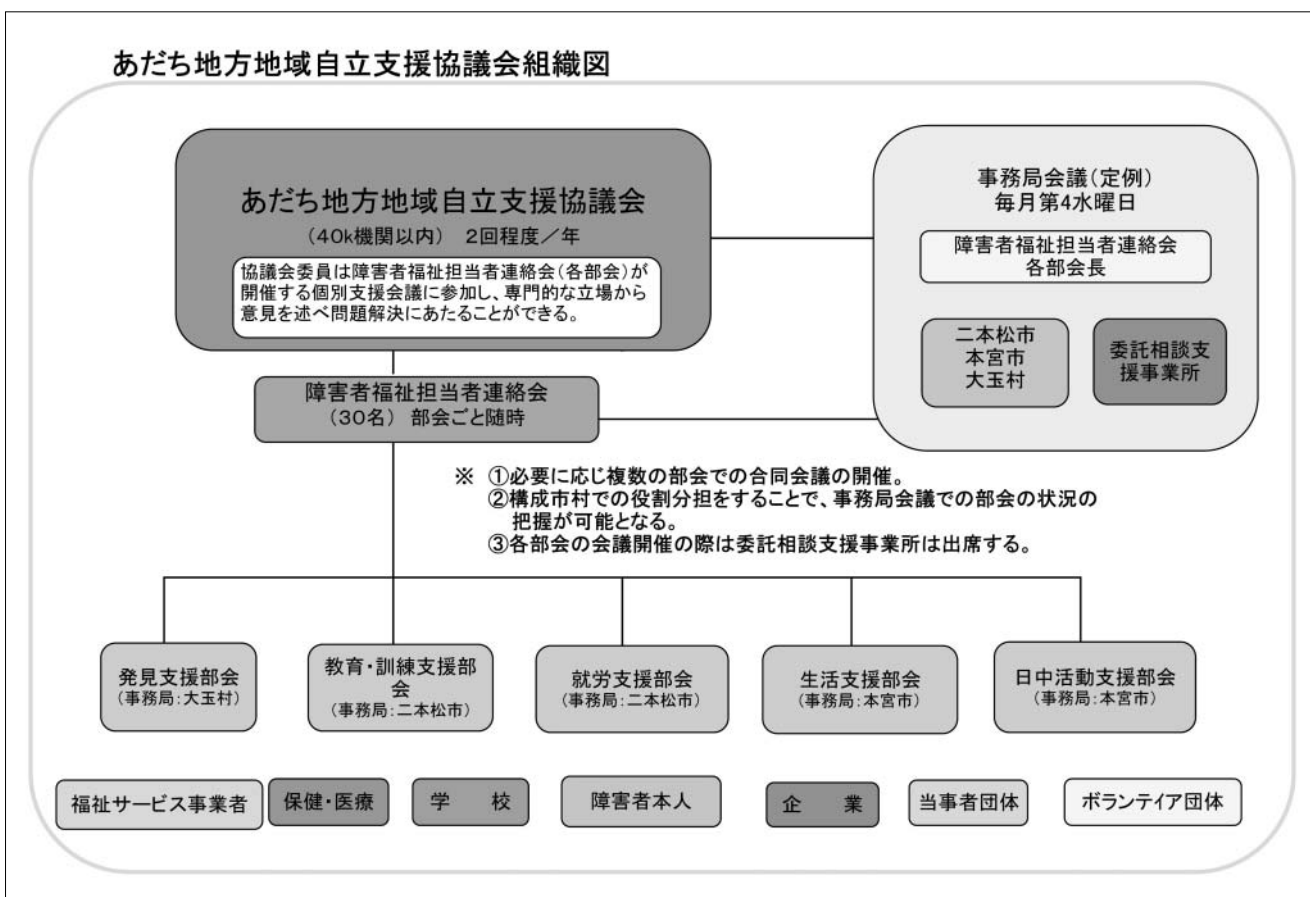 あだち地方地域自立支援協議会組織図
あだち地方地域自立支援協議会
（４０ｋ機関以内）　２回程度／年
協議会委員は障害者福祉担当者連絡会（各部会）が
開催する個別支援会議に参加し、専門的な立場から
意見を述べ問題解決にあたることができる。
事務局会議（定例）
毎月第４水曜日
障害者福祉担当者連絡会
各部会長
二本松市
本宮市
大玉村
委託相談支
援事業所
障害者福祉担当者連絡会
（３０名）　部会ごと随時
※　①必要に応じ複数の部会での合同会議の開催。
②構成市村での役割分担をすることで、事務局会議での部会の状況の
把握が可能となる。
③各部会の会議開催の際は委託相談支援事業所は出席する。
発見支援部会
（事務局：大玉村）
教育・訓練支援部
会
（事務局：二本松市）
就労支援部会
（事務局：二本松市）
生活支援部会
（事務局：本宮市）
日中活動支援部会
（事務局：本宮市）
福祉サービス事業者
保健・医療
学　　校
障害者本人
企　　業
当事者団体
ボランティア団体